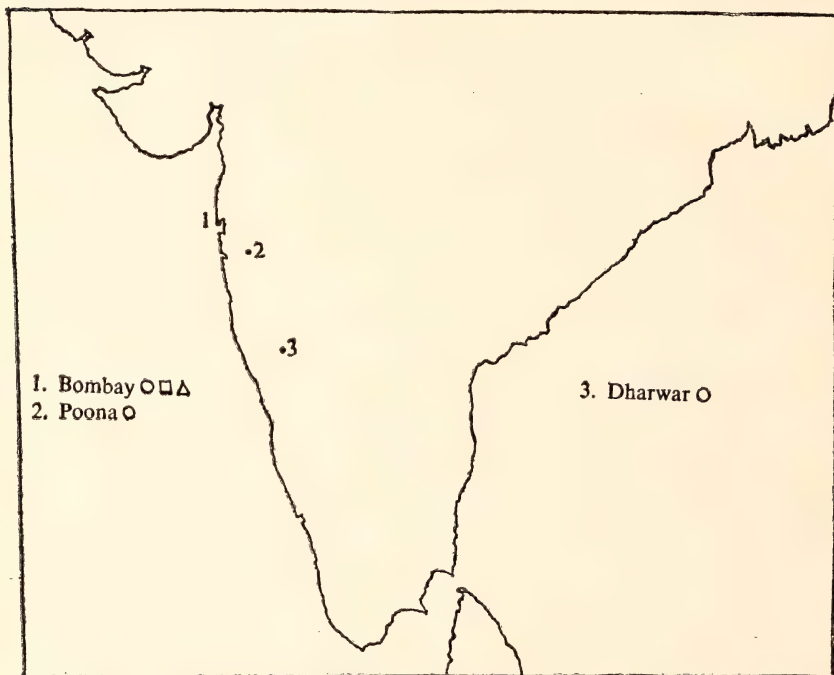 1
2
3
1. Bombay ○□△
2. Poona ○
3. Dharwar ○